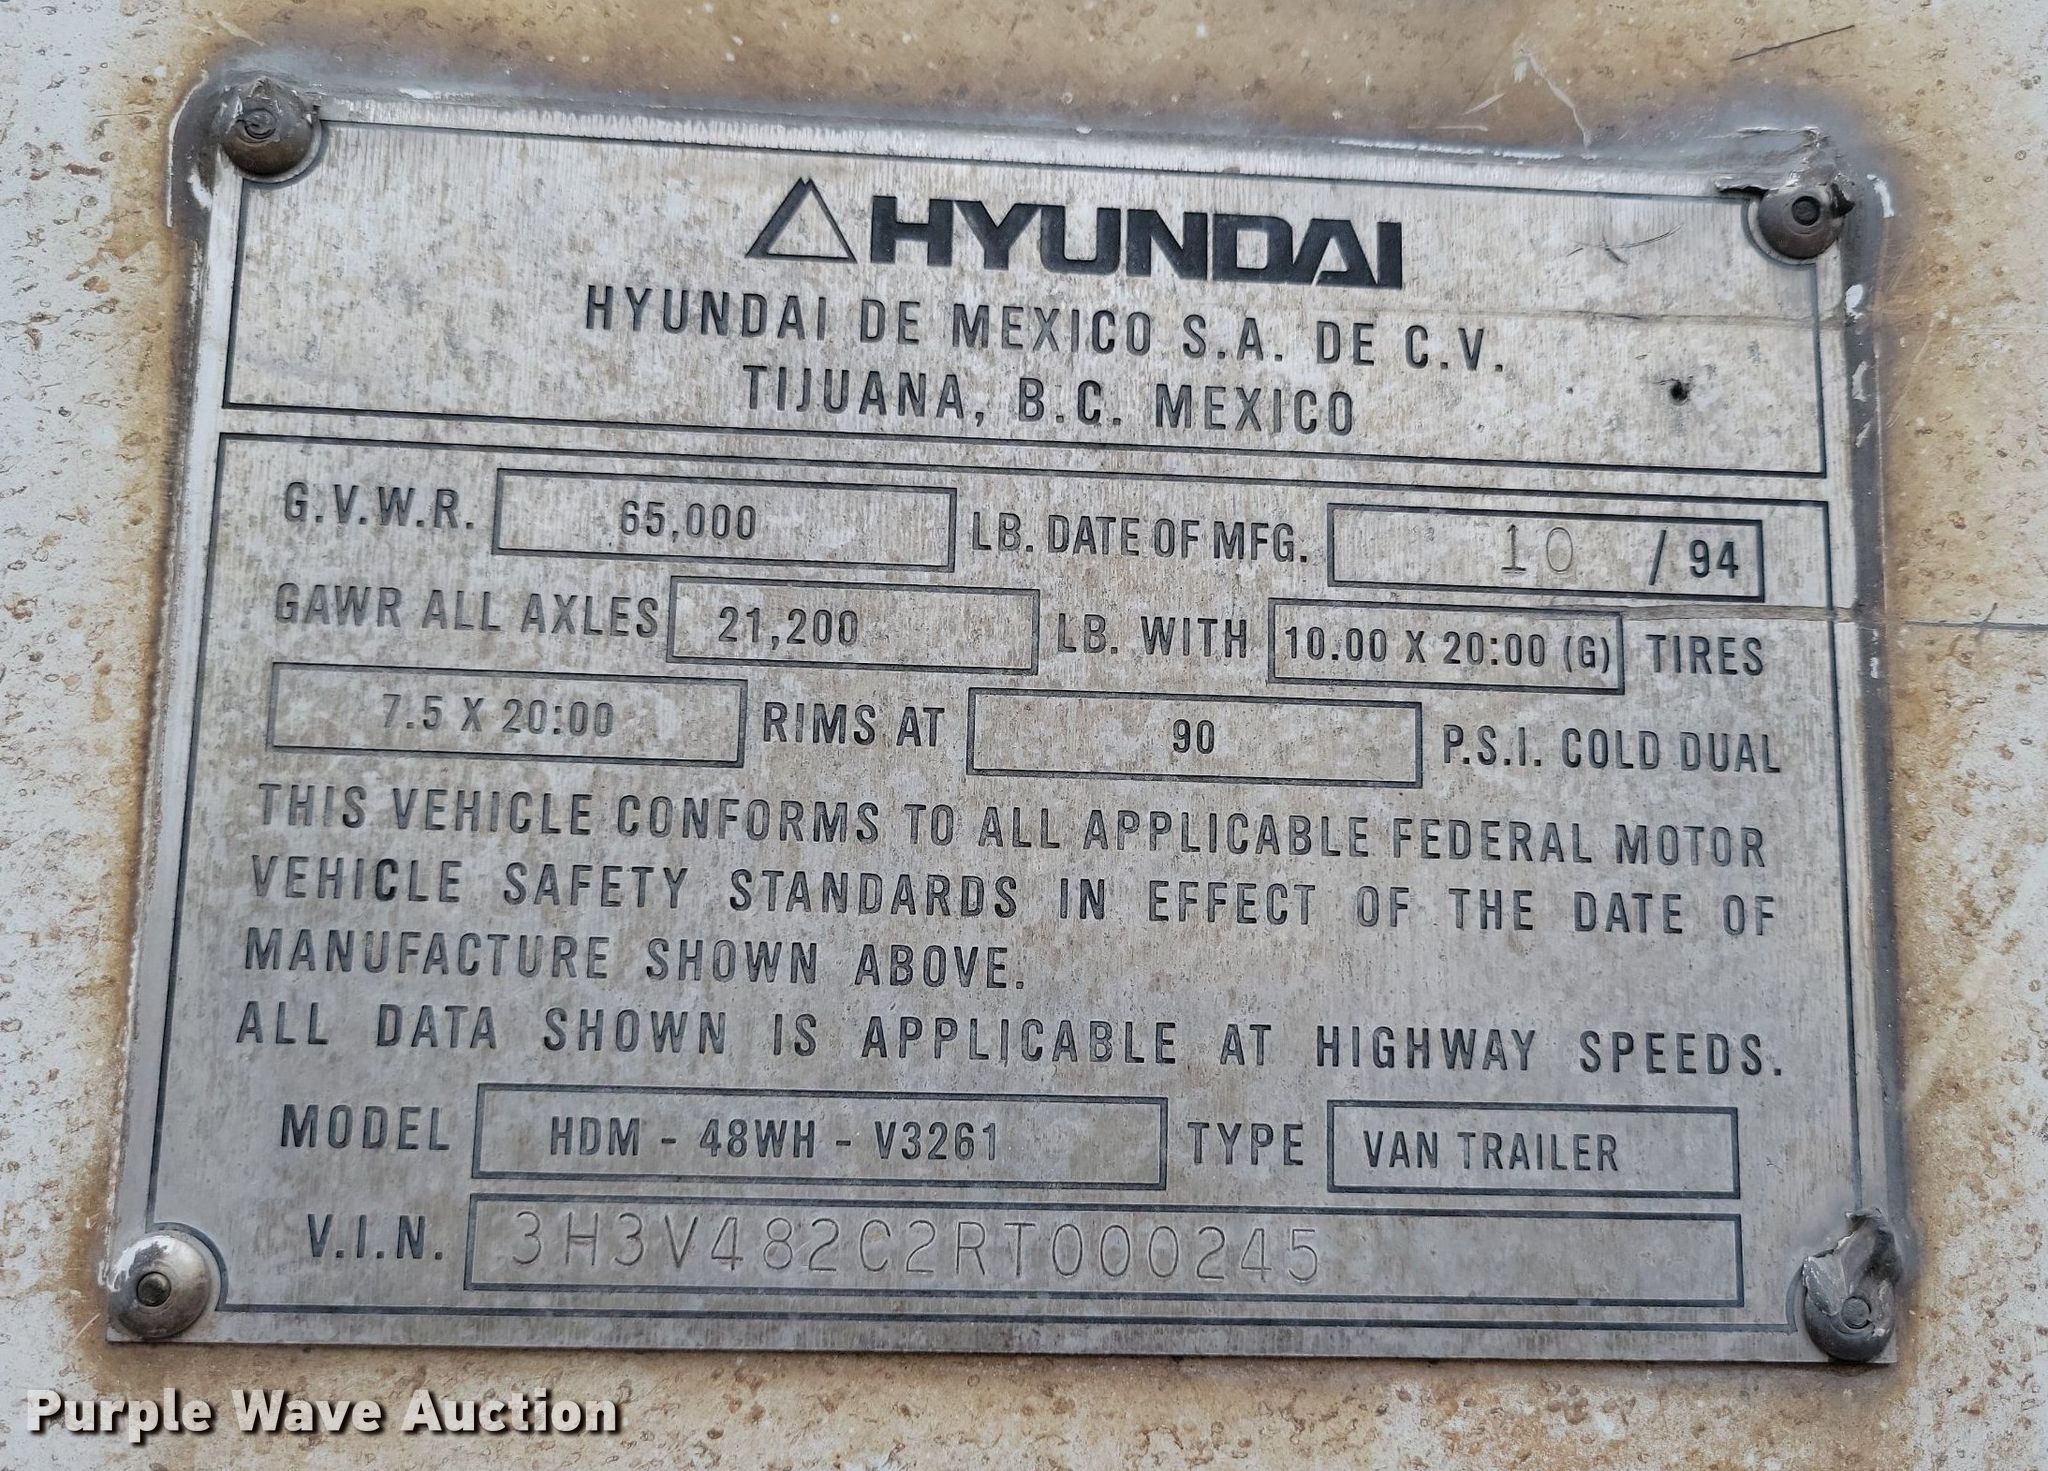 HYUNDAI
HYUNDAI DE MEXICO S.A. DE C.V.
TIJUANA, B.C. MEXICO
G.V.W.R. 65,000 LB. DATE OF MFG. 10 / 94
GAWR ALL AXLES 21,200 LB. WITH 10.00 X 20:00 (G) TIRES
7.5 X 20:00 RIMS AT 90 P.S.I. COLD DUAL
THIS VEHICLE CONFORMS TO ALL APPLICABLE FEDERAL MOTOR
VEHICLE SAFETY STANDARDS IN EFFECT OF THE DATE OF
MANUFACTURE SHOWN ABOVE.
ALL DATA SHOWN IS APPLICABLE AT HIGHWAY SPEEDS.
MODEL HDM - 48WH - V3261 TYPE VAN TRAILER
V.I.N. 3H3V482C2RT000245
Purple Wave Auction